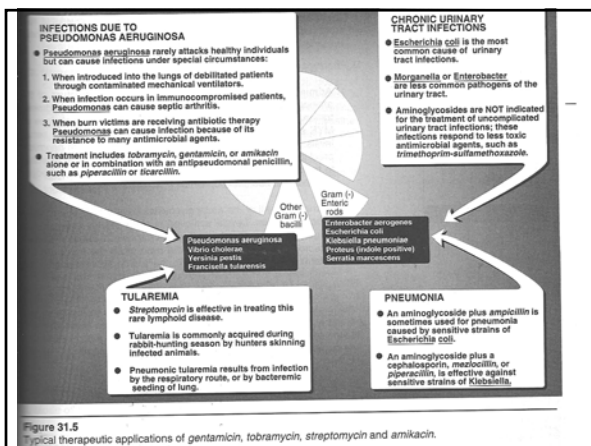 INFECTIONS DUE TO
PSEUDOMONAS AERUGINOSA
● Pseudomonas aeruginosa rarely attacks healthy individuals
but can cause infections under special circumstances:
1. When introduced into the lungs of debilitated patients
through contaminated mechanical ventilators.
2. When infection occurs in immunocompromised patients,
Pseudomonas can cause septic arthritis.
3. When burn victims are receiving antibiotic therapy
Pseudomonas can cause infection because of its
resistance to many antimicrobial agents.
● Treatment includes tobramycin, gentamicin, or amikacin
alone or in combination with an antipseudomonal penicillin,
such as piperacillin or ticarcillin.
CHRONIC URINARY
TRACT INFECTIONS
● Escherichia coli is the most
common cause of urinary
tract infections.
● Morganella or Enterobacter
are less common pathogens of the
urinary tract.
● Aminoglycosides are NOT indicated
for the treatment of uncomplicated
urinary tract infections; these
infections respond to less toxic
antimicrobial agents, such as
trimethoprim-sulfamethoxazole.
Other
Gram (-)
bacilli
Gram (-)
Enteric
rods
Pseudomonas aeruginosa
Vibrio cholerae
Yersinia pestis
Francisella tularensis
Enterobacter aerogenes
Escherichia coli
Klebsiella pneumoniae
Proteus (indole positive)
Serratia marcescens
TULAREMIA
● Streptomycin is effective in treating this
rare lymphoid disease.
● Tularemia is commonly acquired during
rabbit-hunting season by hunters skinning
infected animals.
● Pneumonic tularemia results from infection
by the respiratory route, or by bacteremic
seeding of lung.
PNEUMONIA
● An aminoglycoside plus ampicillin is
sometimes used for pneumonia
caused by sensitive strains of
Escherichia coli.
● An aminoglycoside plus a
cephalosporin, mezlocillin, or
piperacillin, is effective against
sensitive strains of Klebsiella.
Figure 31.5
Typical therapeutic applications of gentamicin, tobramycin, streptomycin and amikacin.